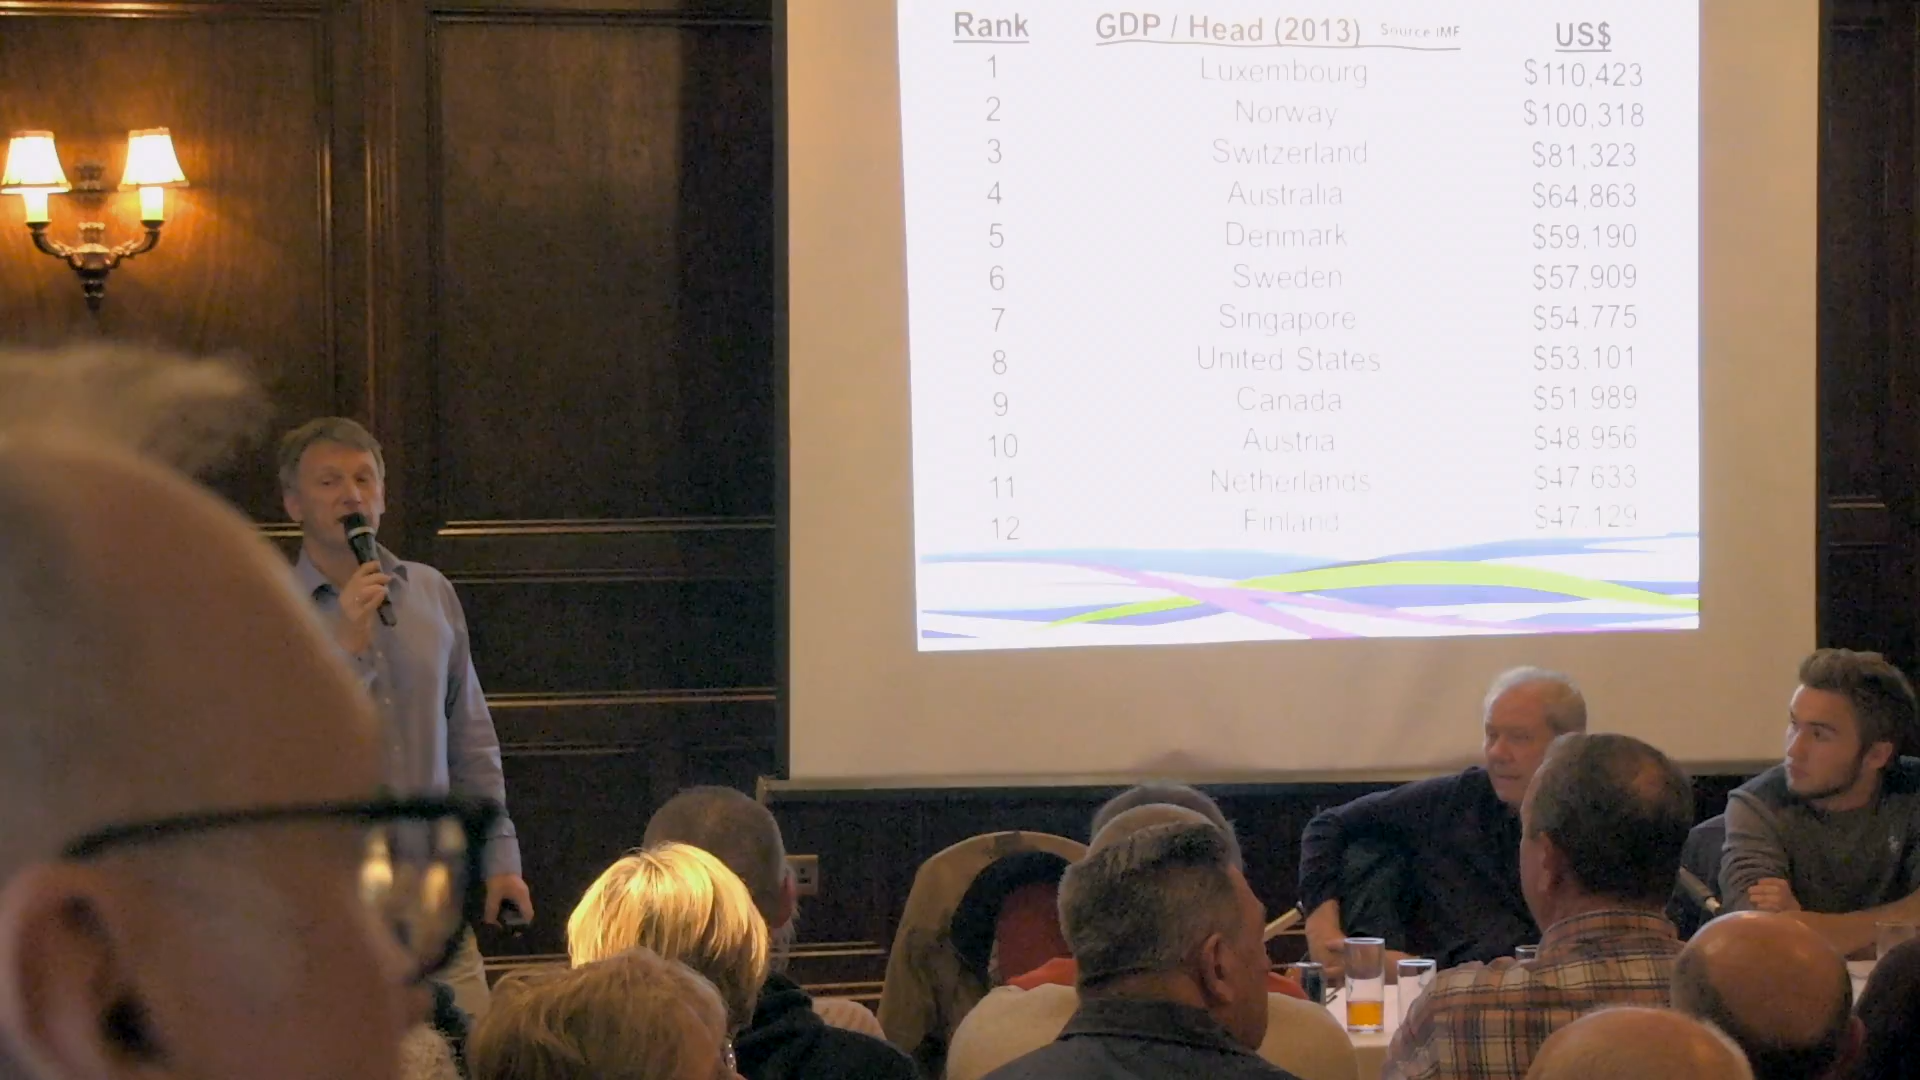 Rank GDP / Head (2013) Source IMF US$
1 Luxembourg $110,423
2 Norway $100,318
3 Switzerland $81,323
4 Australia $64,863
5 Denmark $59,190
6 Sweden $57,909
7 Singapore $54,775
8 United States $53,101
9 Canada $51,989
10 Austria $48,956
11 Netherlands $47,633
12 Finland $47,129